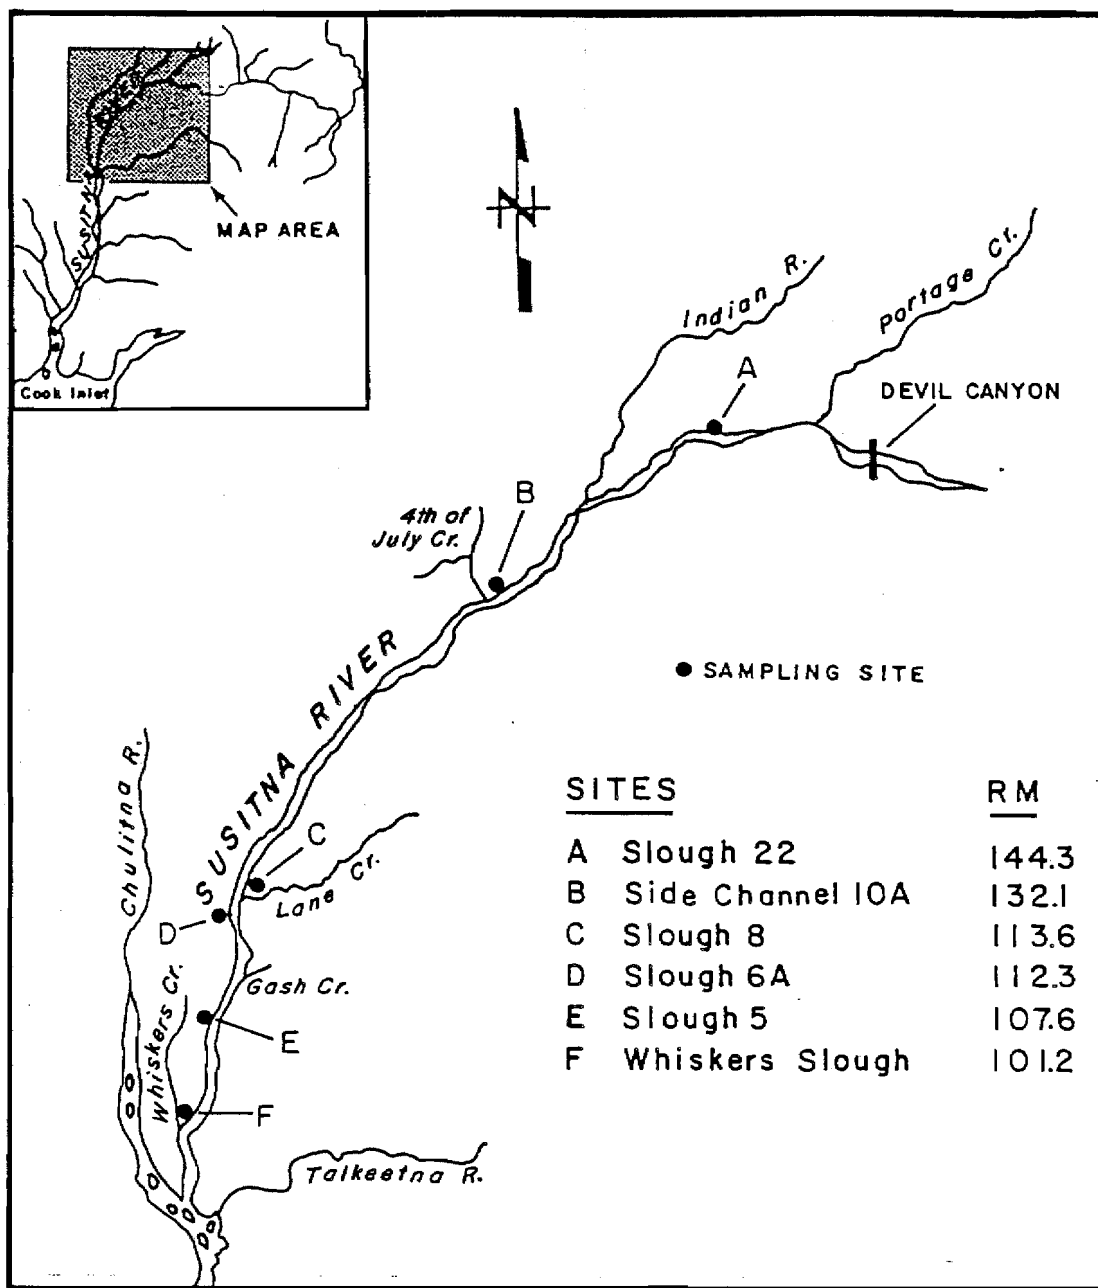 RIVER
SUSITNA
MAP AREA
Cook Inlet
N
Indian R.
Portage Cr.
A
DEVIL CANYON
B
4th of
July Cr.
SUSITNA RIVER
SAMPLING SITE
Chulitna R.
C
Lane Cr.
D
Gash Cr.
Whiskers Cr.
E
F
Talkeetna R.
SITES RM
A Slough 22 144.3
B Side Channel 10A 132.1
C Slough 8 113.6
D Slough 6A 112.3
E Slough 5 107.6
F Whiskers Slough 101.2